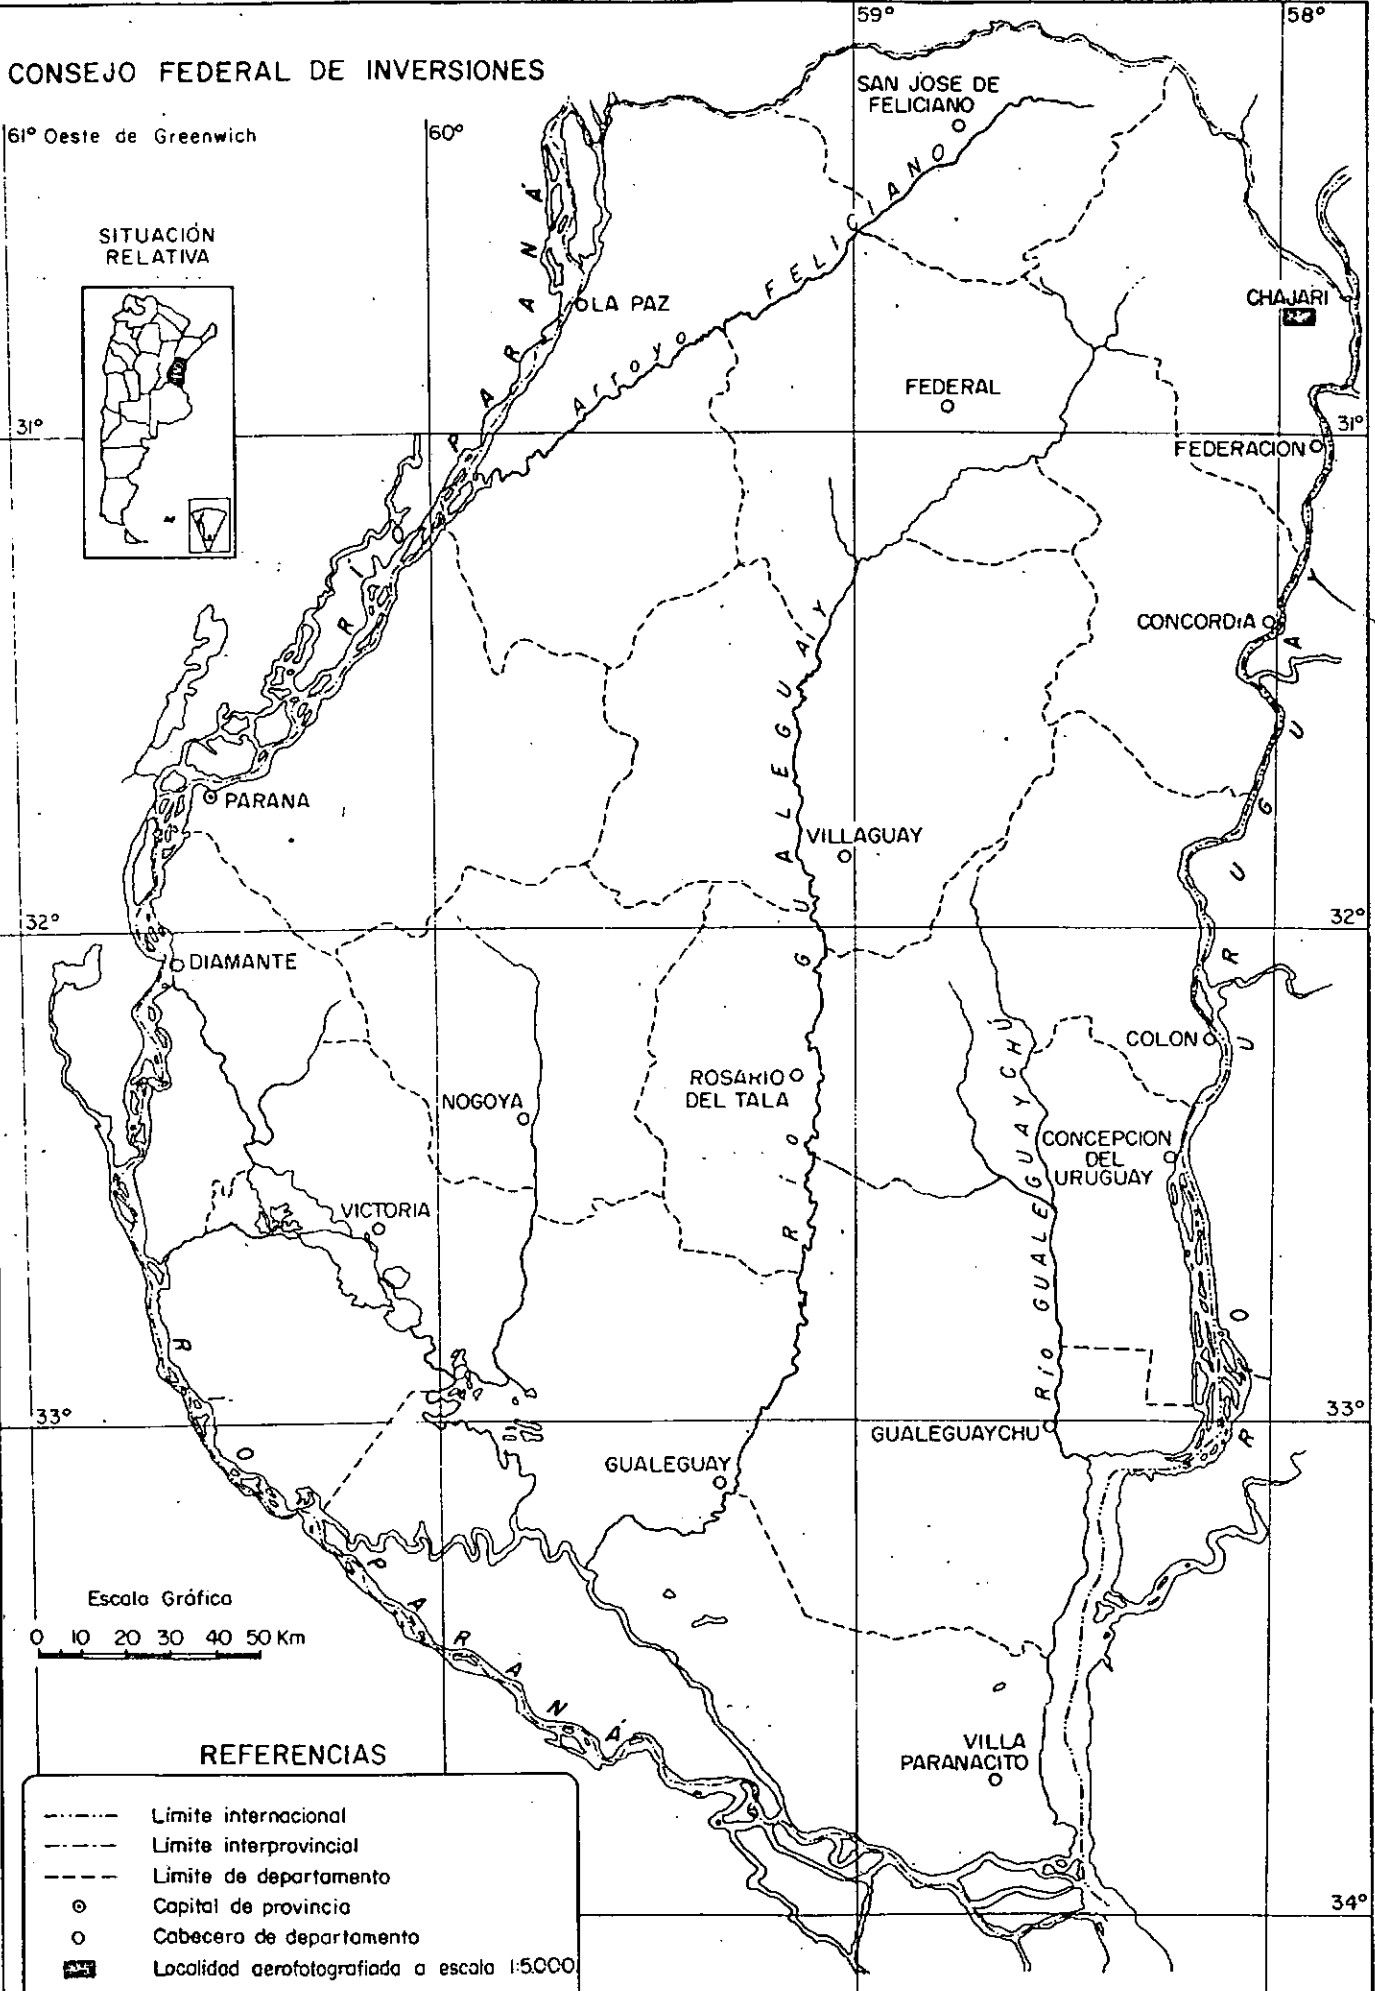 59°
58°
CONSEJO FEDERAL DE INVERSIONES
61° Oeste de Greenwich
60°
SAN JOSE DE
FELICIANO
SITUACIÓN
RELATIVA
LA PAZ
CHAJARI
Arroyo FELICIANO
RIO PARANÁ
FEDERAL
31°
31°
FEDERACION
CONCORDIA
PARANA
VILLAGUAY
RIO GUALEGUAY
RIO URUGUAY
32°
32°
DIAMANTE
COLON
ROSARIO
DEL TALA
NOGOYA
CONCEPCION
DEL
URUGUAY
VICTORIA
RIO GUALEGUAYCHU
33°
33°
GUALEGUAYCHU
GUALEGUAY
RO PARANÁ
Escala Gráfica
0 10 20 30 40 50 Km
VILLA
PARANACITO
REFERENCIAS
Límite internacional
Límite interprovincial
Límite de departamento
Capital de provincia
Cabecera de departamento
Localidad aerofotografiada a escala 1:5.000
34°